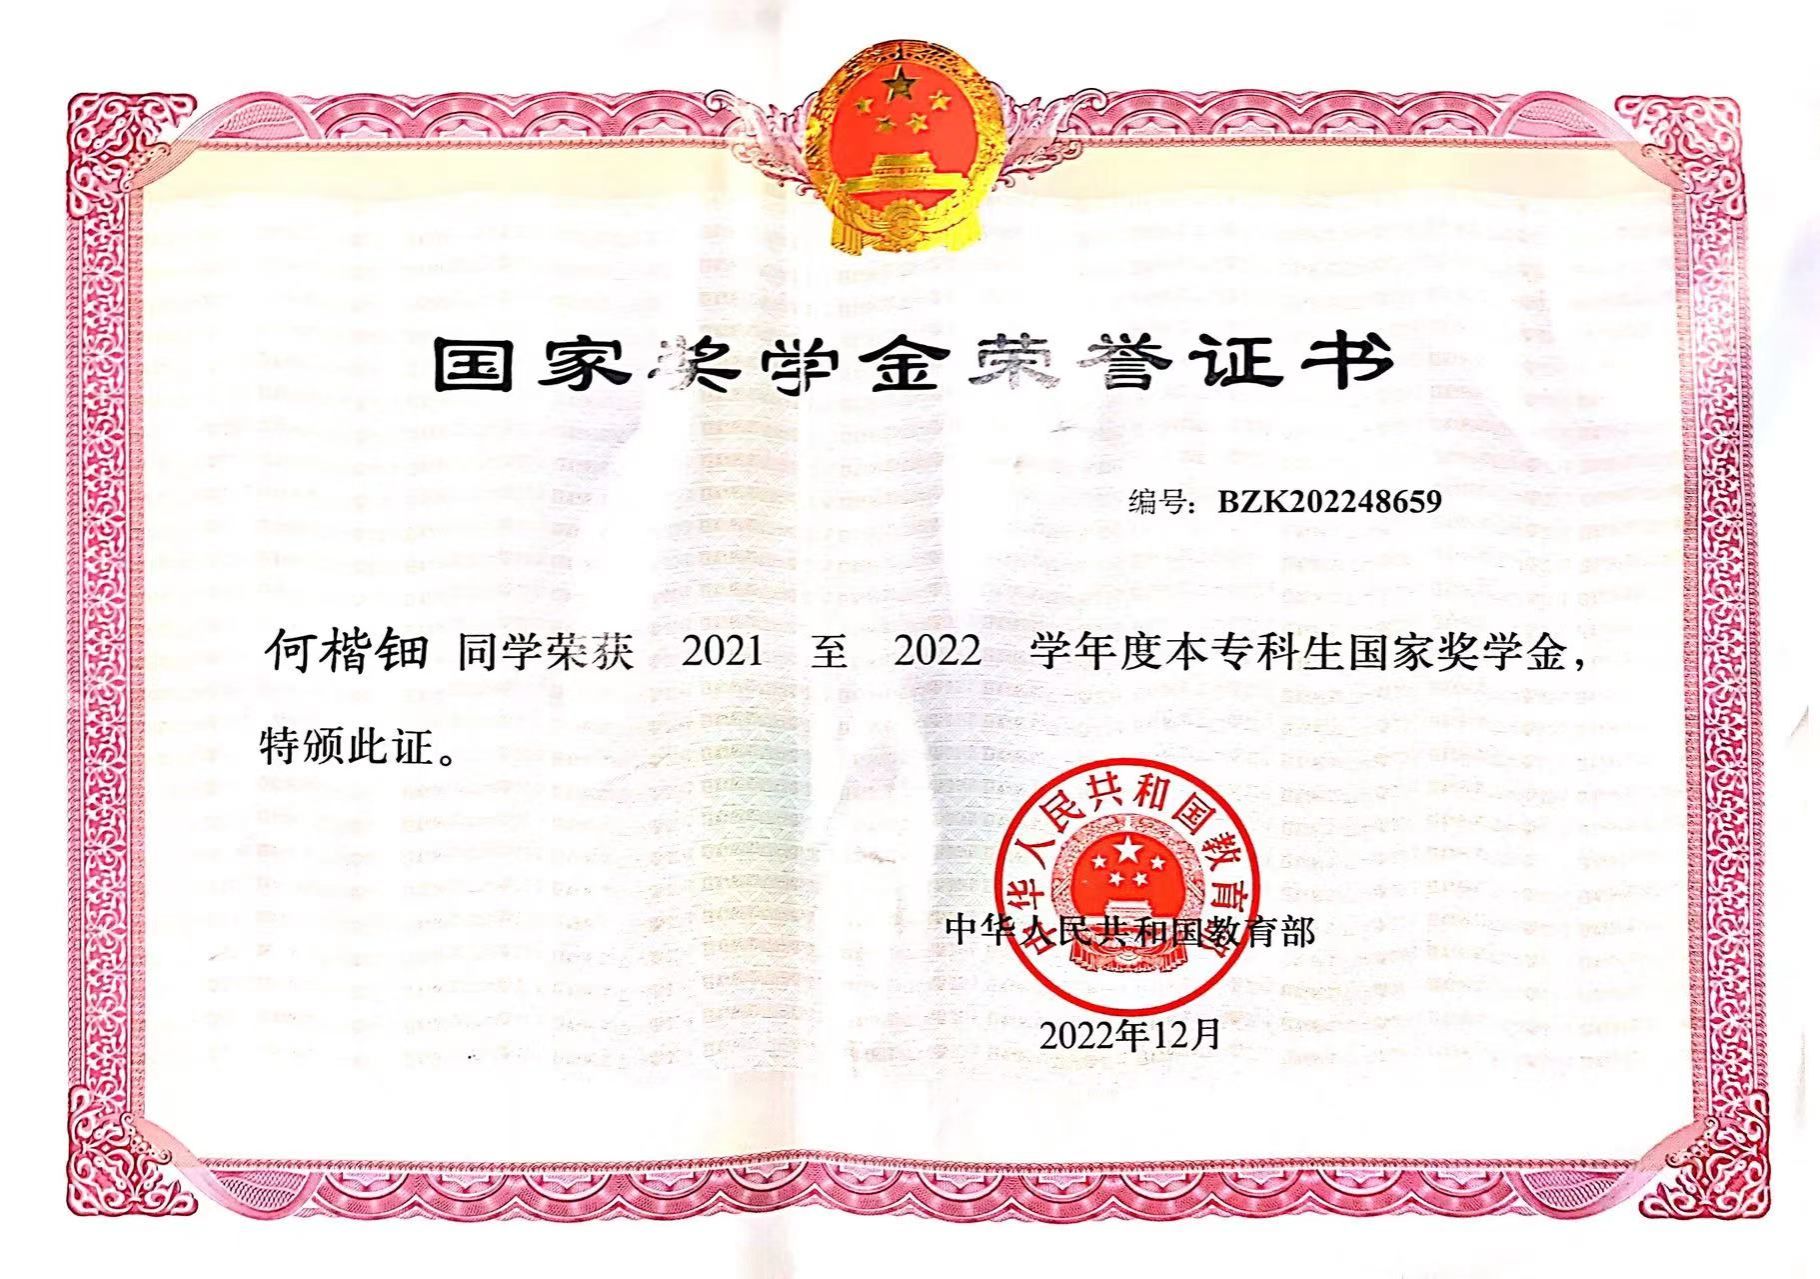 国家奖学金荣誉证书
编号：BZK202248659
何楷钿 同学荣获 2021 至 2022 学年度本专科生国家奖学金，
特颁此证。
中华人民共和国教育部
中华人民共和国教育部
2022年12月